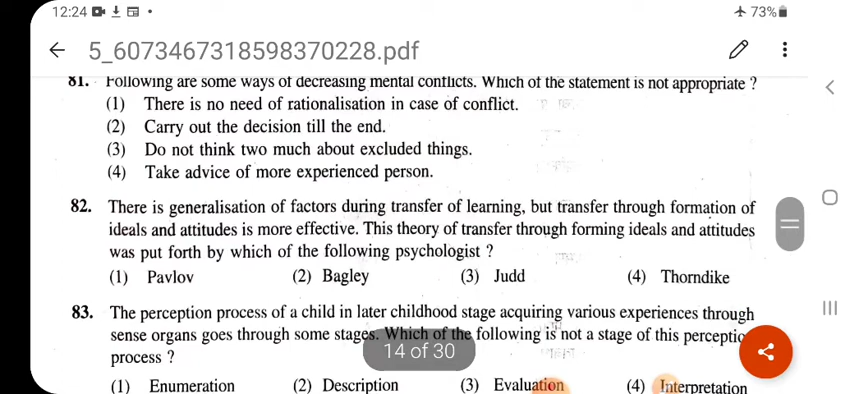 12:24
73%
5_6073467318598370228.pdf
81. Following are some ways of decreasing mental conflicts. Which of the statement is not appropriate ?
(1) There is no need of rationalisation in case of conflict.
(2) Carry out the decision till the end.
(3) Do not think two much about excluded things.
(4) Take advice of more experienced person.
82. There is generalisation of factors during transfer of learning, but transfer through formation of
ideals and attitudes is more effective. This theory of transfer through forming ideals and attitudes
was put forth by which of the following psychologist ?
(1) Pavlov (2) Bagley (3) Judd (4) Thorndike
83. The perception process of a child in later childhood stage acquiring various experiences through
sense organs goes through some stages. Which of the following is not a stage of this perceptio
process ?
14 of 30
(1) Enumeration (2) Description (3) Evaluation (4) Interpretation